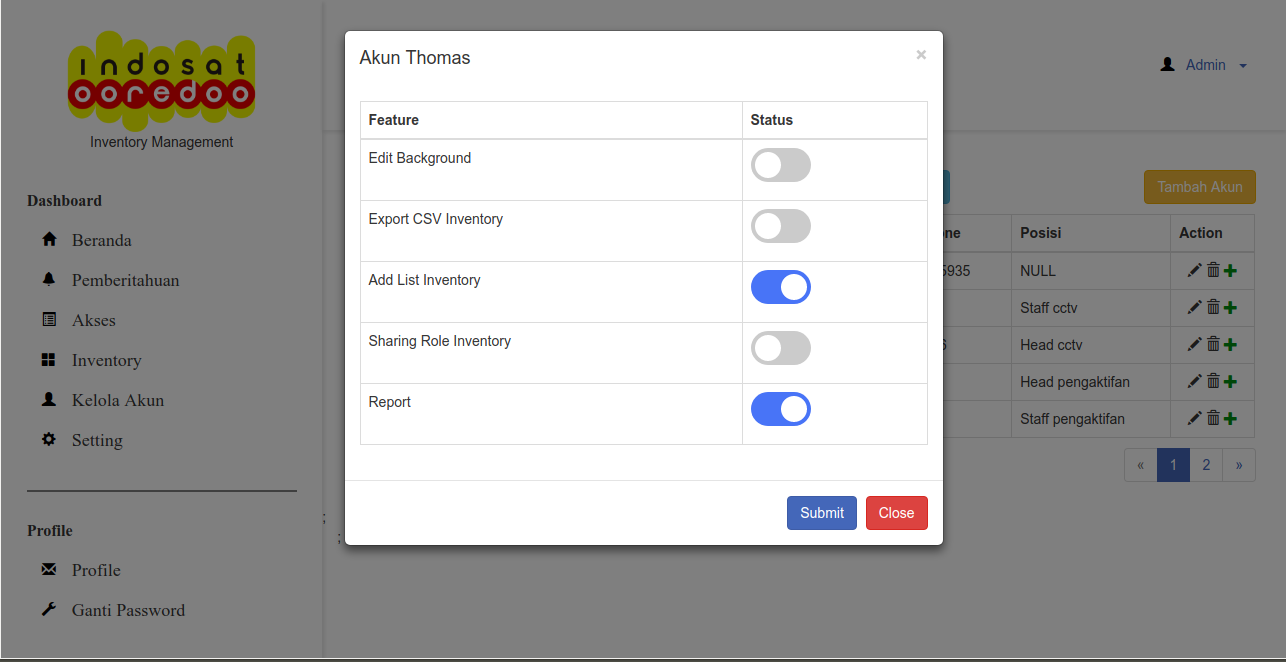 indosat
ooredoo
Inventory Management
Dashboard
Beranda
Pemberitahuan
Akses
Inventory
Kelola Akun
Setting
Profile
Profile
Ganti Password
Admin
Akun Thomas
×
Feature Status
Edit Background
Export CSV Inventory
Add List Inventory
Sharing Role Inventory
Report
Submit Close
Tambah Akun
ne Posisi Action
5935 NULL
Staff cctv
Head cctv
Head pengaktifan
Staff pengaktifan
« 1 2 »
;
;